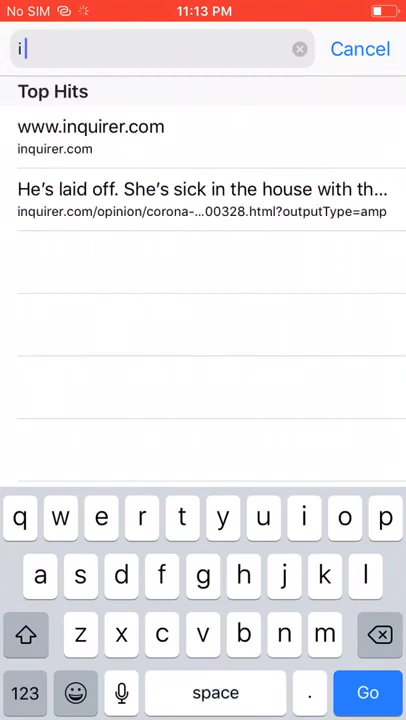 No SIM 11:13 PM
i Cancel
Top Hits
www.inquirer.com
inquirer.com
He's laid off. She's sick in the house with th...
inquirer.com/opinion/corona-...00328.html?outputType=amp
q w e r t y u i o p
a s d f g h j k l
z x c v b n m
123 space . Go